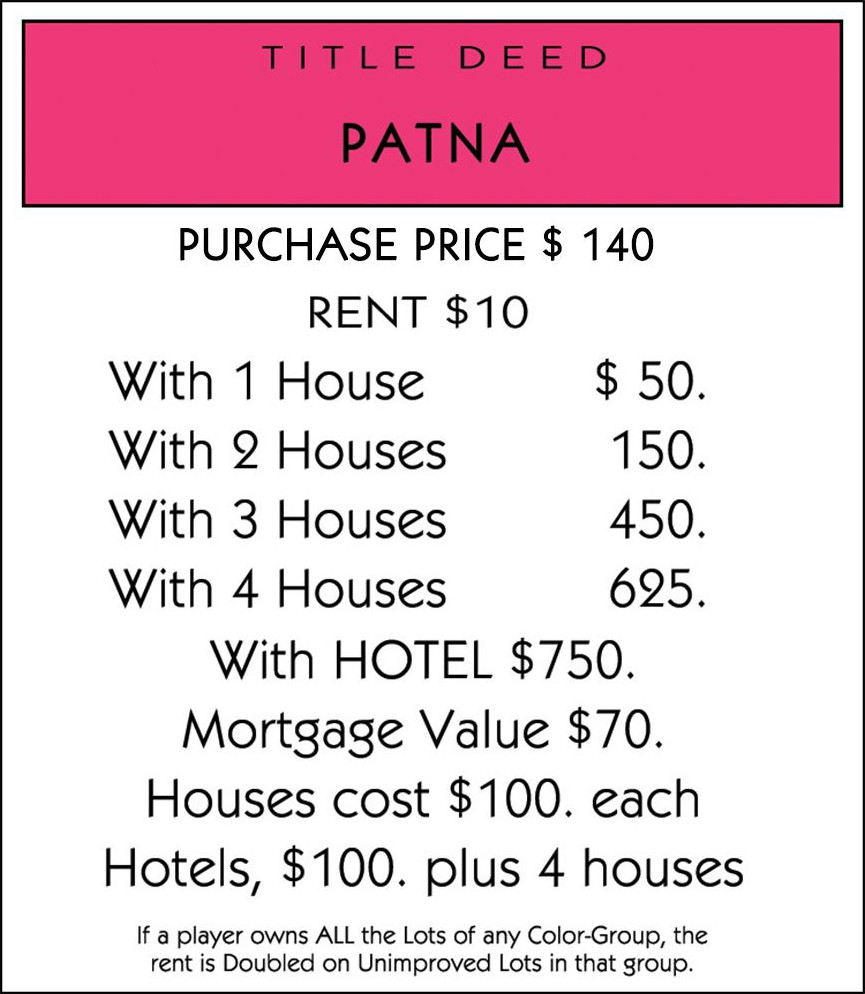 TITLE DEED
PATNA
PURCHASE PRICE $ 140
RENT $10
With 1 House $ 50.
With 2 Houses 150.
With 3 Houses 450.
With 4 Houses 625.
With HOTEL $750.
Mortgage Value $70.
Houses cost $100. each
Hotels, $100. plus 4 houses
If a player owns ALL the Lots of any Color-Group, the
rent is Doubled on Unimproved Lots in that group.